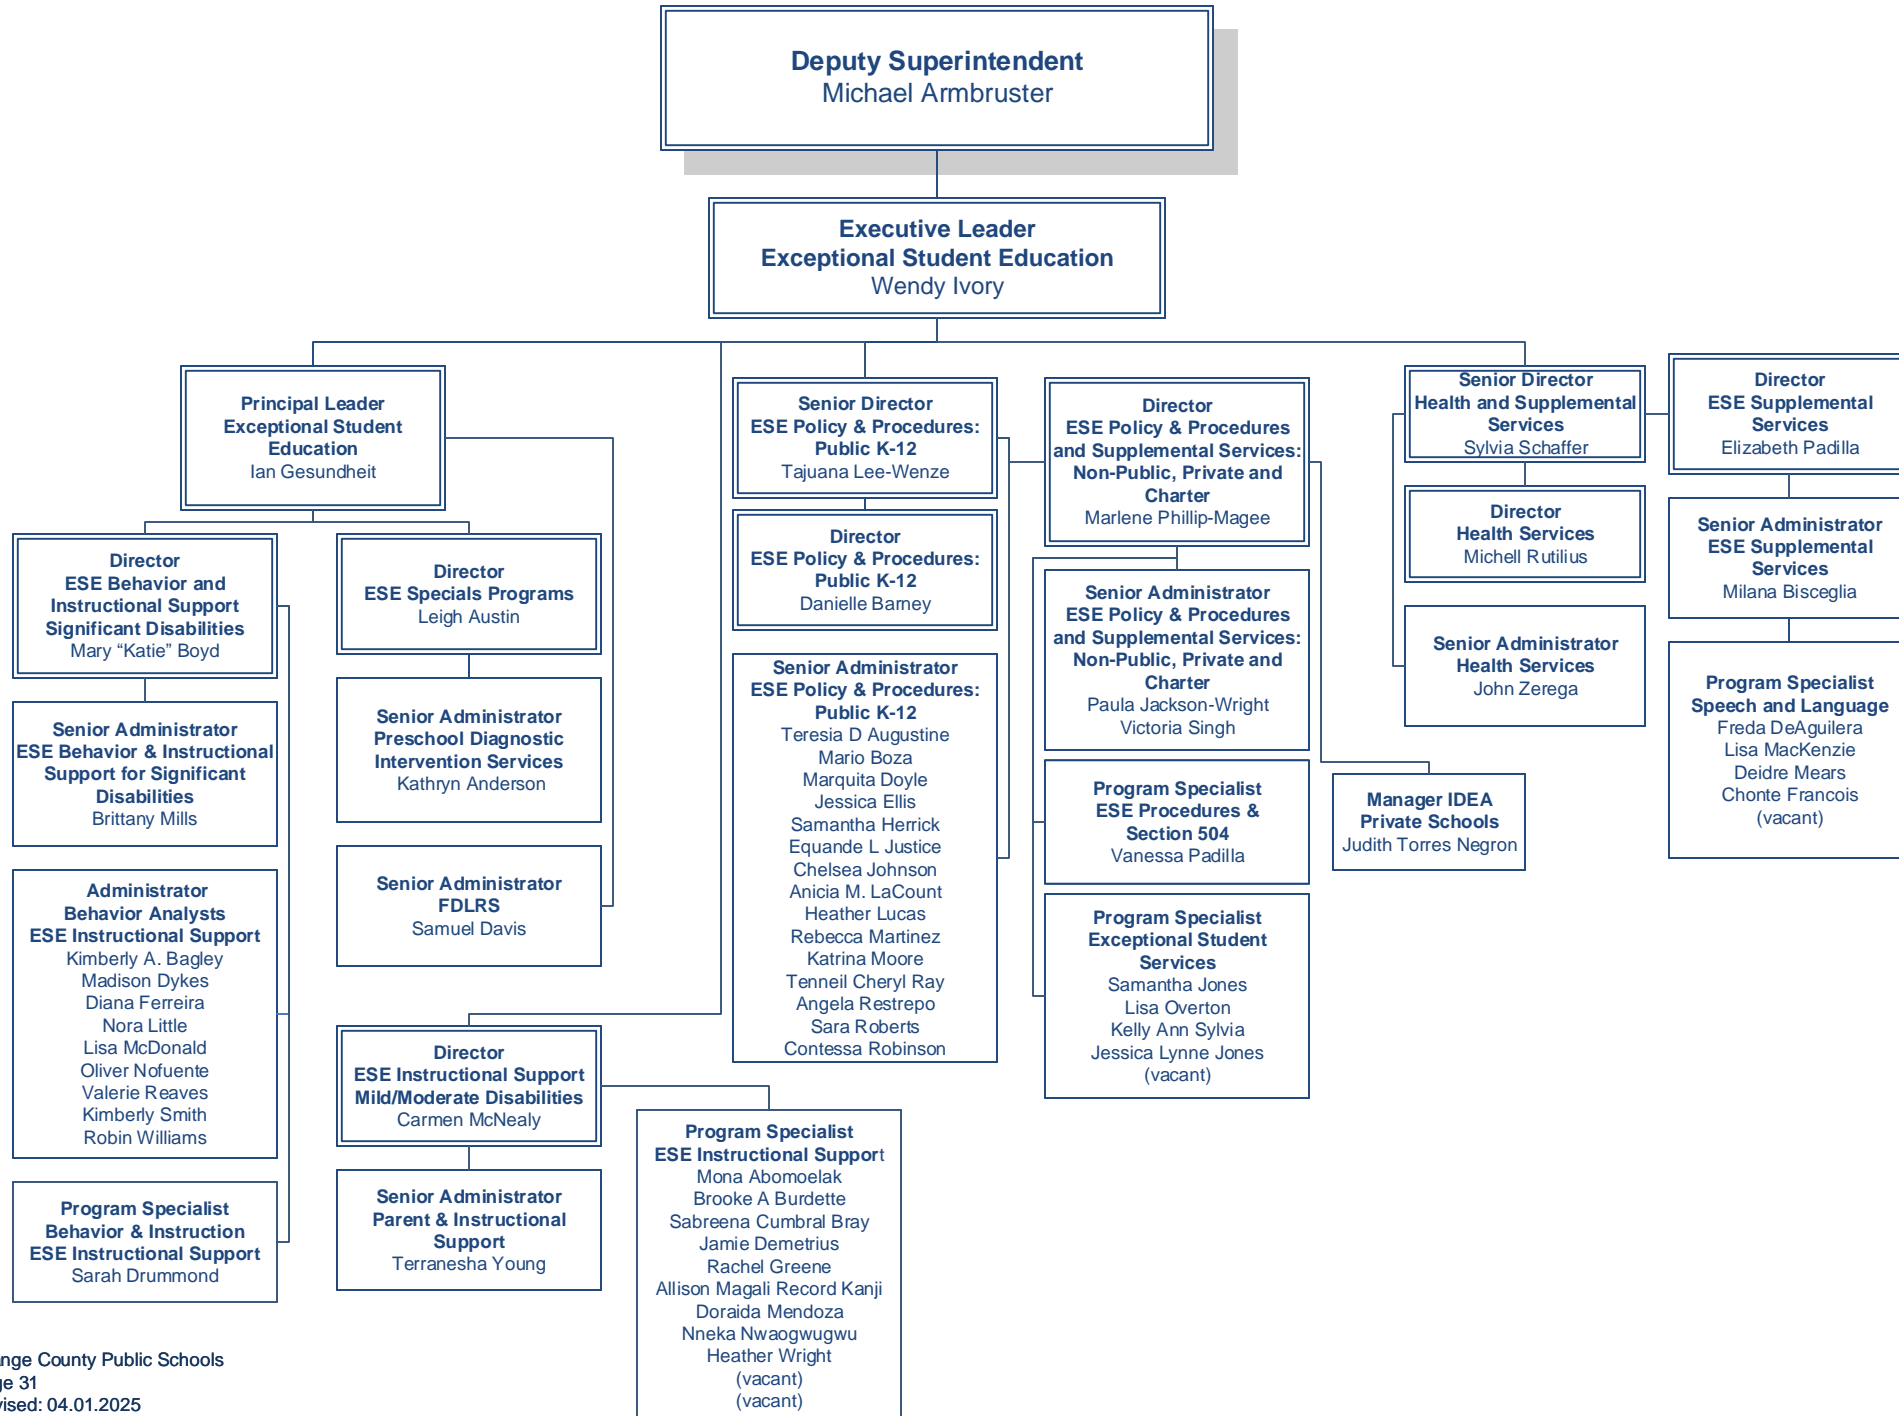 Deputy Superintendent
Michael Armbruster
Executive Leader
Exceptional Student Education
Wendy Ivory
Principal Leader
Exceptional Student
Education
Ian Gesundheit
Director
ESE Behavior and
Instructional Support
Significant Disabilities
Mary “Katie” Boyd
Senior Administrator
ESE Behavior & Instructional
Support for Significant
Disabilities
Brittany Mills
Administrator
Behavior Analysts
ESE Instructional Support
Kimberly A. Bagley
Madison Dykes
Diana Ferreira
Nora Little
Lisa McDonald
Oliver Nofuente
Valerie Reaves
Kimberly Smith
Robin Williams
Program Specialist
Behavior & Instruction
ESE Instructional Support
Sarah Drummond
Director
ESE Specials Programs
Leigh Austin
Senior Administrator
Preschool Diagnostic
Intervention Services
Kathryn Anderson
Senior Administrator
FDLRS
Samuel Davis
Director
ESE Instructional Support
Mild/Moderate Disabilities
Carmen McNealy
Senior Administrator
Parent & Instructional
Support
Terranesha Young
Program Specialist
ESE Instructional Support
Mona Abomoelak
Brooke A Burdette
Sabreena Cumbral Bray
Jamie Demetrius
Rachel Greene
Allison Magali Record Kanji
Doraida Mendoza
Nneka Nwaogwugwu
Heather Wright
(vacant)
(vacant)
Senior Director
ESE Policy & Procedures:
Public K-12
Tajuana Lee-Wenze
Director
ESE Policy & Procedures:
Public K-12
Danielle Barney
Senior Administrator
ESE Policy & Procedures:
Public K-12
Teresia D Augustine
Mario Boza
Marquita Doyle
Jessica Ellis
Samantha Herrick
Equande L Justice
Chelsea Johnson
Anicia M. LaCount
Heather Lucas
Rebecca Martinez
Katrina Moore
Tenneil Cheryl Ray
Angela Restrepo
Sara Roberts
Contessa Robinson
Director
ESE Policy & Procedures
and Supplemental Services:
Non-Public, Private and
Charter
Marlene Phillip-Magee
Senior Administrator
ESE Policy & Procedures
and Supplemental Services:
Non-Public, Private and
Charter
Paula Jackson-Wright
Victoria Singh
Program Specialist
ESE Procedures &
Section 504
Vanessa Padilla
Program Specialist
Exceptional Student
Services
Samantha Jones
Lisa Overton
Kelly Ann Sylvia
Jessica Lynne Jones
(vacant)
Manager IDEA
Private Schools
Judith Torres Negron
Senior Director
Health and Supplemental
Services
Sylvia Schaffer
Director
Health Services
Michell Rutilius
Senior Administrator
Health Services
John Zerega
Director
ESE Supplemental
Services
Elizabeth Padilla
Senior Administrator
ESE Supplemental
Services
Milana Bisceglia
Program Specialist
Speech and Language
Freda DeAguilera
Lisa MacKenzie
Deidre Mears
Chonte Francois
(vacant)
ange County Public Schools
ge 31
vised: 04.01.2025